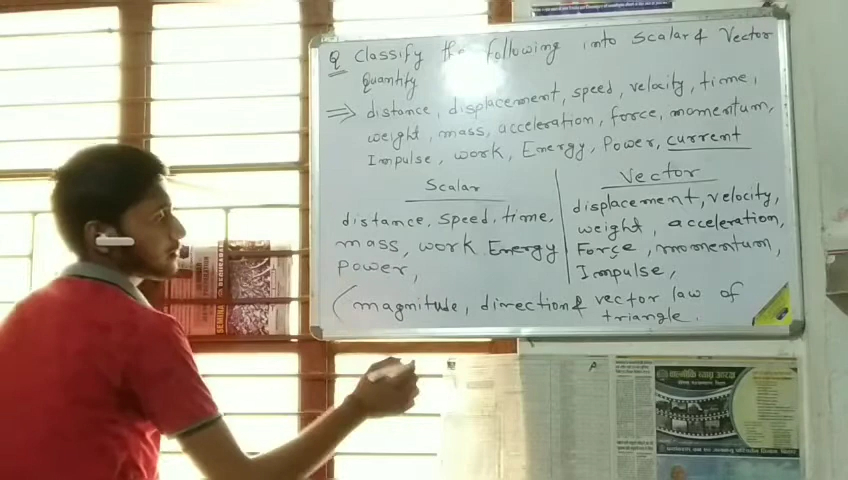 Q Classify the following into Scalar & Vector
Quantity
⇒ distance, displacement, speed, velocity, time,
weight, mass, acceleration, force, momentum,
Impulse, work, Energy, Power, current
Scalar
distance, speed, time,
mass, work Energy
Power,
Vector
displacement, velocity,
weight, acceleration,
Force, momentum,
Impulse,
(magnitude, direction & vector law of
triangle.